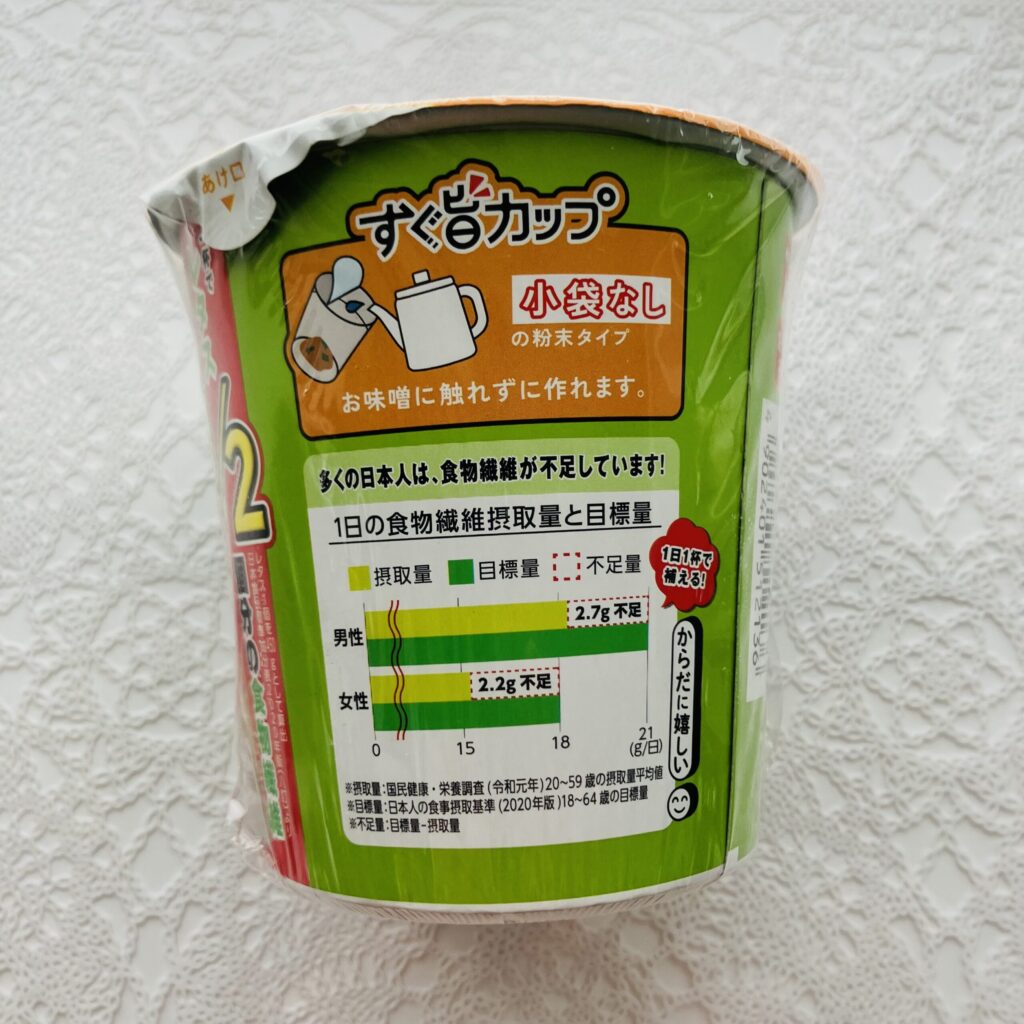 あけ口
すぐ旨カップ
小袋なし
の粉末タイプ
お味噌に触れずに作れます。
多くの日本人は、食物繊維が不足しています!
1日の食物繊維摂取量と目標量
摂取量 目標量 不足量
1日1杯で
補える!
男性
2.7g 不足
女性
2.2g 不足
0 15 18 21
(g/日)
からだに嬉しい
※摂取量:国民健康・栄養調査(令和元年)20~59歳の摂取量平均値
※目標量:日本人の食事摂取基準(2020年版)18~64歳の目標量
※不足量:目標量-摂取量
1/2
個分の食物繊維